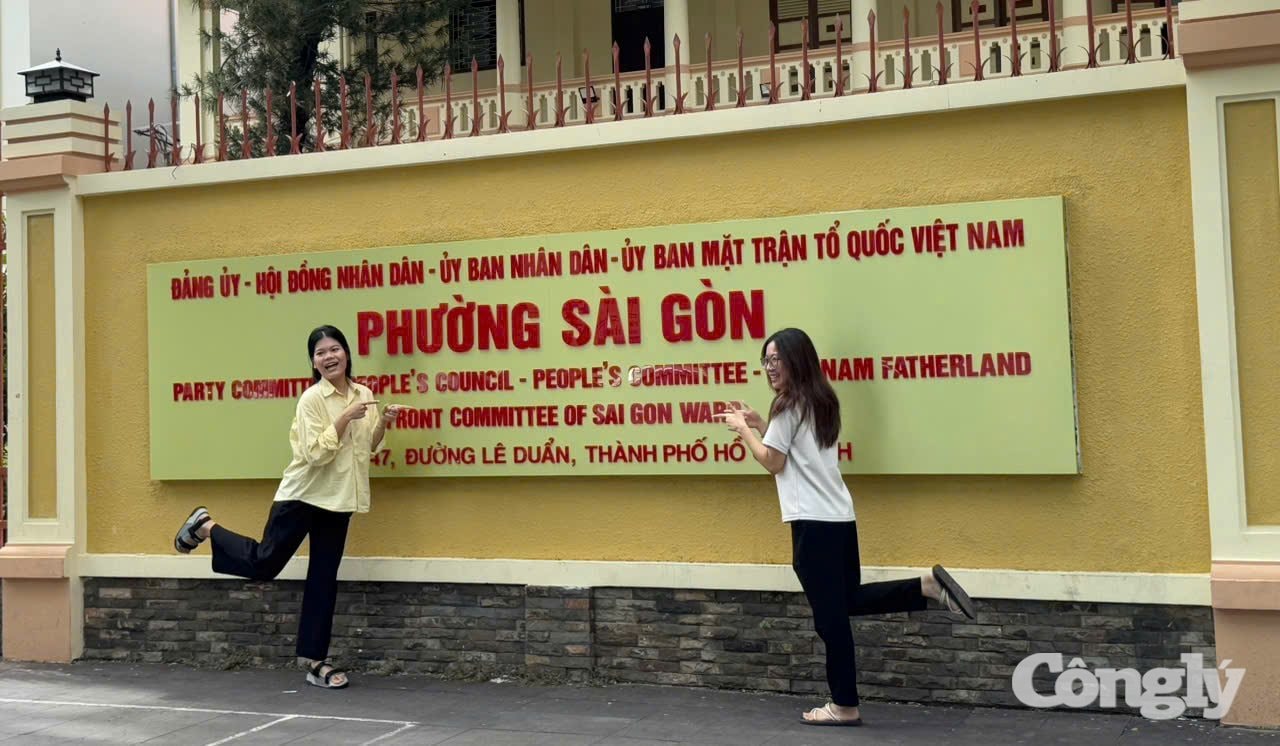 ĐẢNG ỦY - HỘI ĐỒNG NHÂN DÂN - ỦY BAN NHÂN DÂN - ỦY BAN MẶT TRẬN TỔ QUỐC VIỆT NAM
PHƯỜNG SÀI GÒN
PARTY COMMITT PEOPLE'S COUNCIL - PEOPLE'S COMMITTEE - NAM FATHERLAND
FRONT COMMITTEE OF SAI GON WARD
47, ĐƯỜNG LÊ DUẨN, THÀNH PHỐ HỒ H
Cônglý